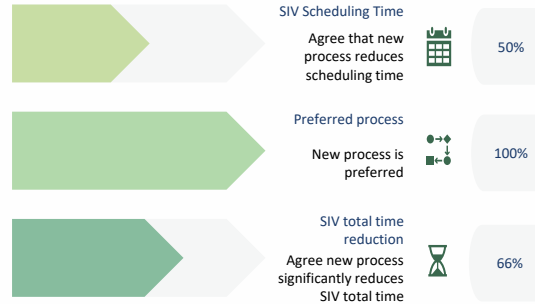 SIV Scheduling Time
Agree that new
process reduces
scheduling time
50%
Preferred process
New process is
preferred
100%
SIV total time
reduction
Agree new process
significantly reduces
SIV total time
66%